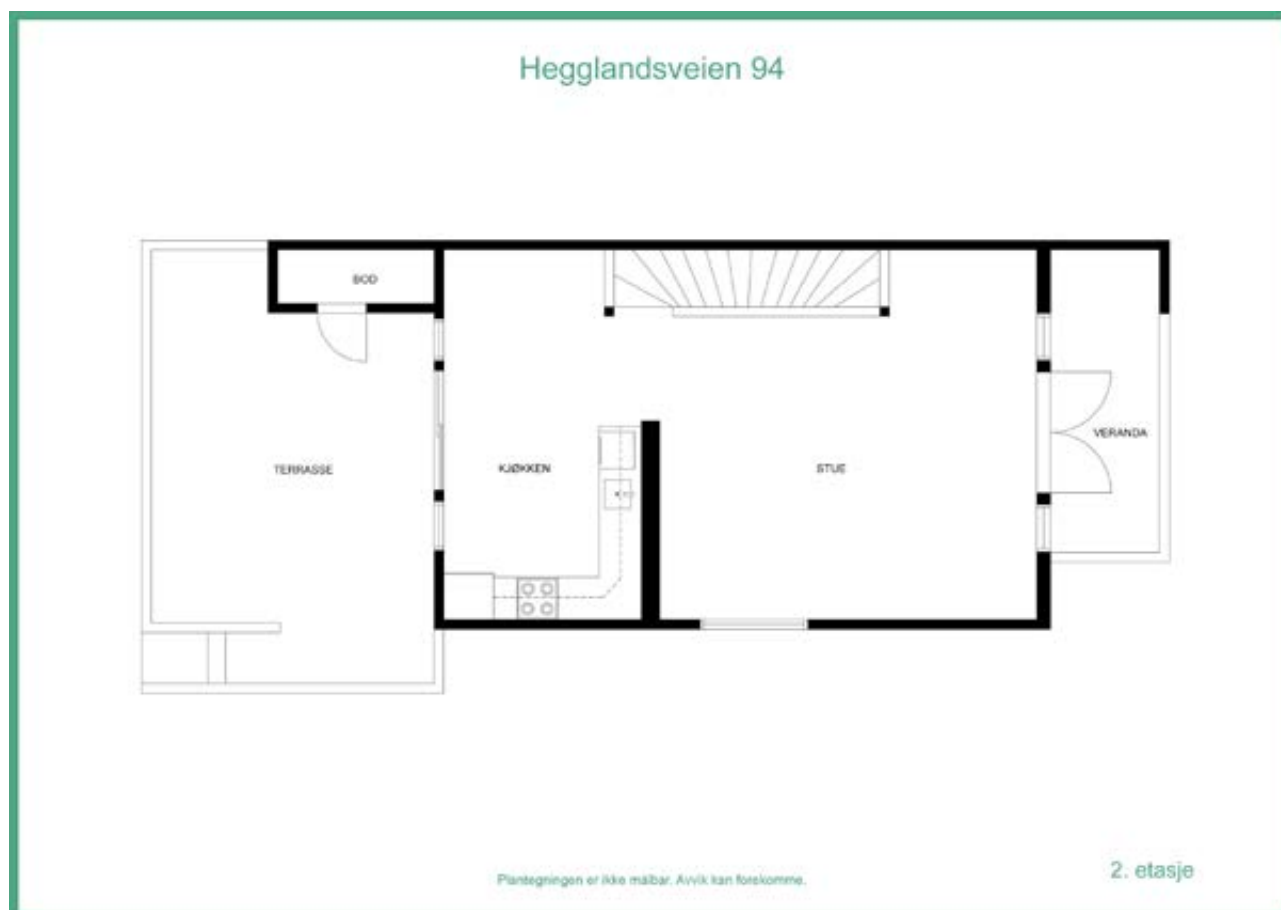 Hegglandsveien 94
BOD
VERANDA
TERRASSE
KJØKKEN
STUE
2. etasje
Plantegningen er ikke målbar. Avvik kan forekomme.